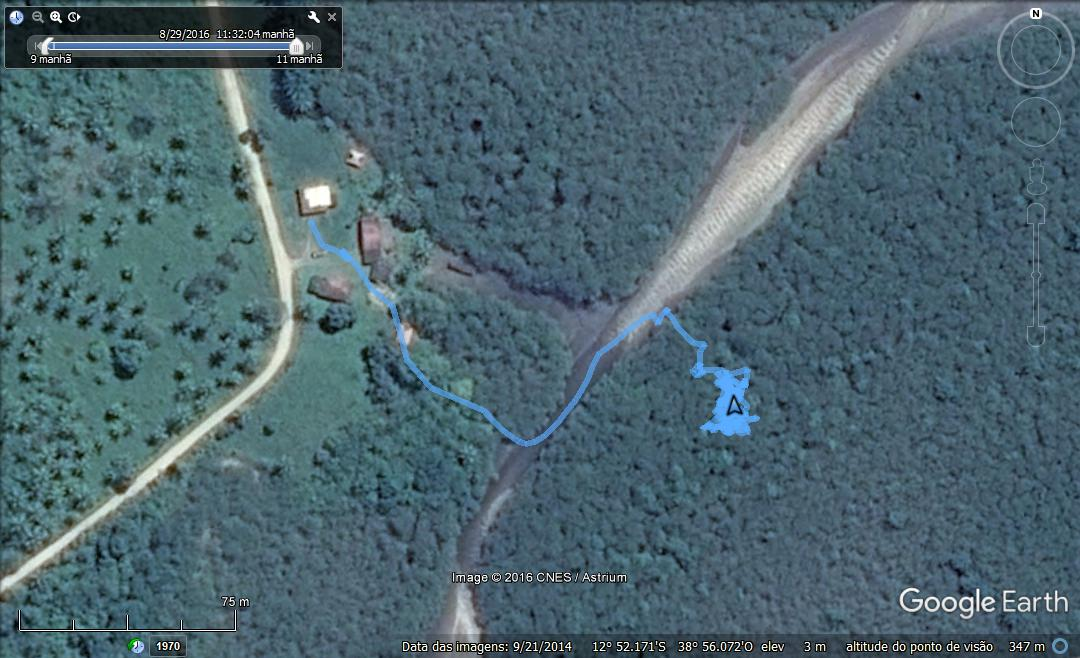 8/29/2016 11:32:04 manhã
9 manhã 11 manhã
N
Image © 2016 CNES / Astrium
75 m
Google Earth
1970
Data das imagens: 9/21/2014 12° 52.171'S 38° 56.072'O elev 3 m altitude do ponto de visão 347 m